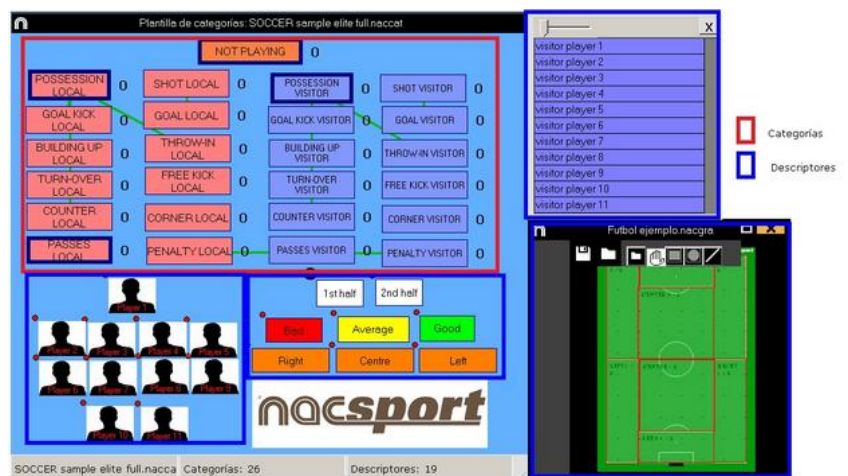 Plantilla de categorías: SOCCER sample elite full.naccat
NOT PLAYING 0
POSSESSION LOCAL 0
SHOT LOCAL 0
POSSESSION VISITOR 0
SHOT VISITOR 0
GOAL KICK LOCAL 0
GOAL LOCAL 0
GOAL KICK VISITOR 0
GOAL VISITOR 0
BUILDING UP LOCAL 0
THROW-IN LOCAL 0
BUILDING UP VISITOR 0
THROW-IN VISITOR 0
TURN-OVER LOCAL 0
FREE KICK LOCAL 0
TURN-OVER VISITOR 0
FREE KICK VISITOR 0
COUNTER LOCAL 0
CORNER LOCAL 0
COUNTER VISITOR 0
CORNER VISITOR 0
PASSES LOCAL 0
PENALTY LOCAL 0
PASSES VISITOR 0
PENALTY VISITOR 0
Player 1
Player 2
Player 3
Player 4
Player 5
Player 6
Player 7
Player 8
Player 9
Player 10
Player 11
1st half
2nd half
Bad
Average
Good
Right
Centre
Left
nacsport
SOCCER sample elite full.nacca
Categorías: 26
Descriptores: 19
X
visitor player 1
visitor player 2
visitor player 3
visitor player 4
visitor player 5
visitor player 6
visitor player 7
visitor player 8
visitor player 9
visitor player 10
visitor player 11
Categorías
Descriptores
Futbol ejemplo.nacgra